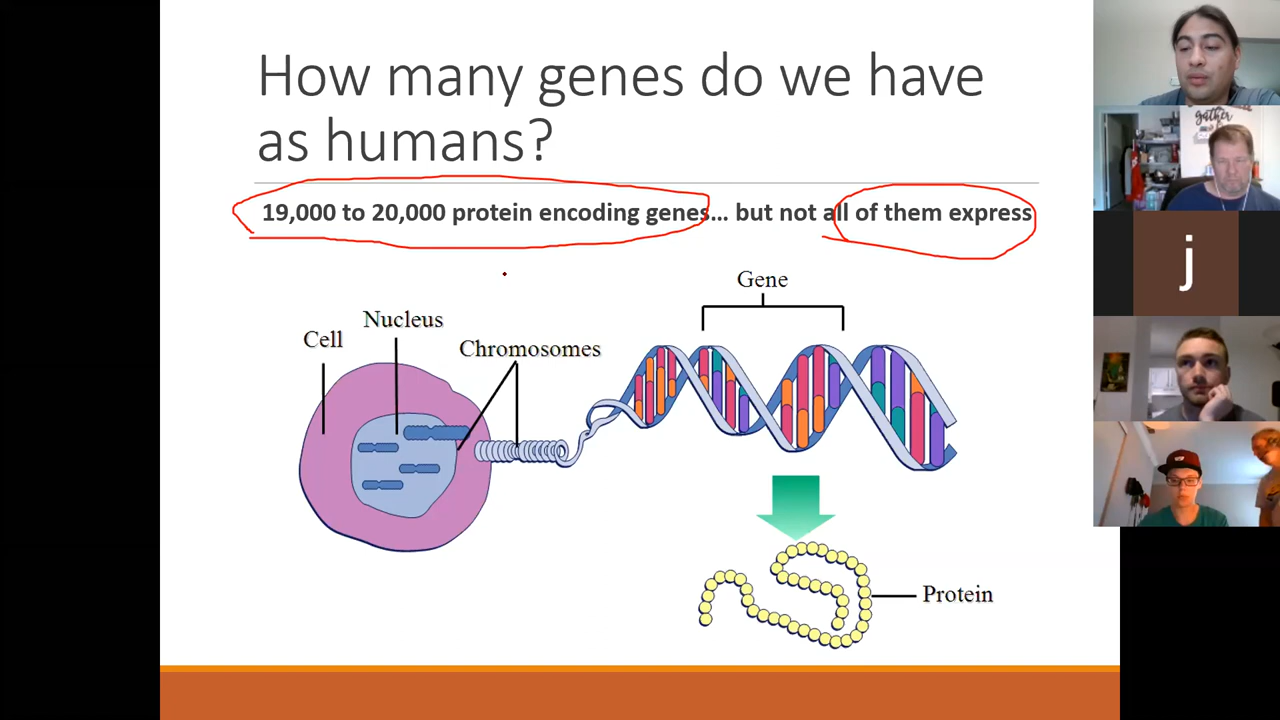 How many genes do we have
as humans?
19,000 to 20,000 protein encoding genes... but not all of them express
Gene
Nucleus
Cell
Chromosomes
Protein
gather
j